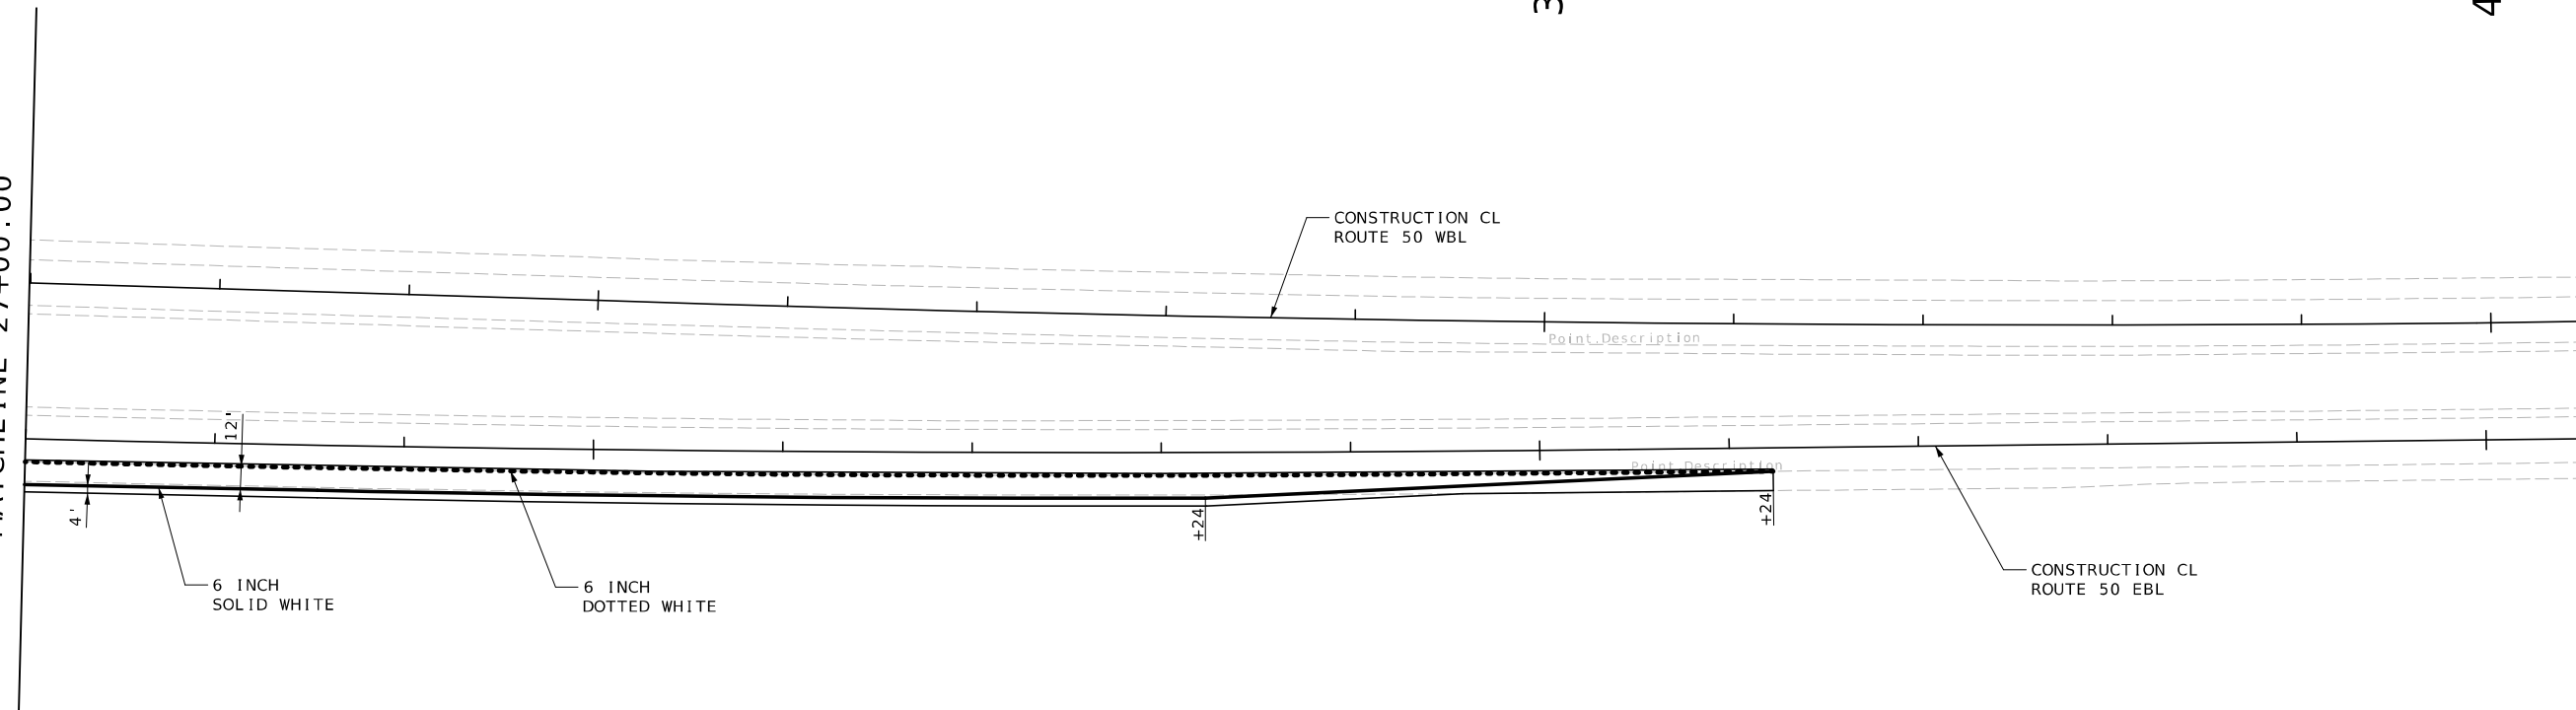 CONSTRUCTION CL
ROUTE 50 WBL
Point.Description
12'
Point.Description
4'
+24
+24
6 INCH
SOLID WHITE
6 INCH
DOTTED WHITE
CONSTRUCTION CL
ROUTE 50 EBL